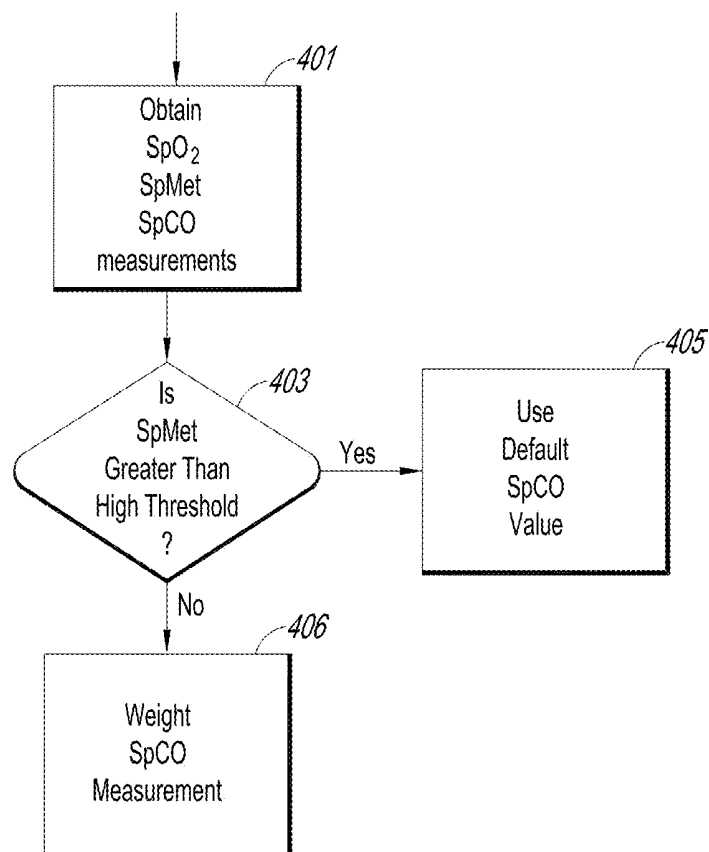 401
Obtain
SpO₂
SpMet
SpCO
measurements
403
Is
SpMet
Greater Than
High Threshold
?
Yes
405
Use
Default
SpCO
Value
No
406
Weight
SpCO
Measurement